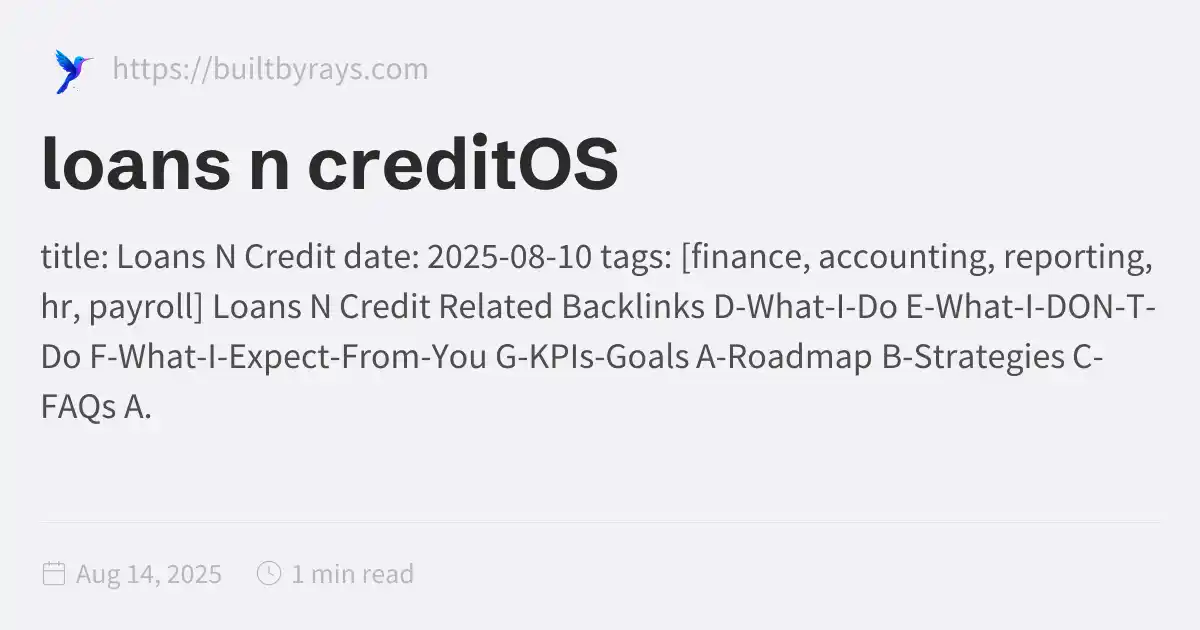 https://builtbyrays.com
loans n creditOS
title: Loans N Credit date: 2025-08-10 tags: [finance, accounting, reporting,
hr, payroll] Loans N Credit Related Backlinks D-What-I-Do E-What-I-DON-T-
Do F-What-I-Expect-From-You G-KPIs-Goals A-Roadmap B-Strategies C-
FAQs A.
Aug 14, 2025 1 min read